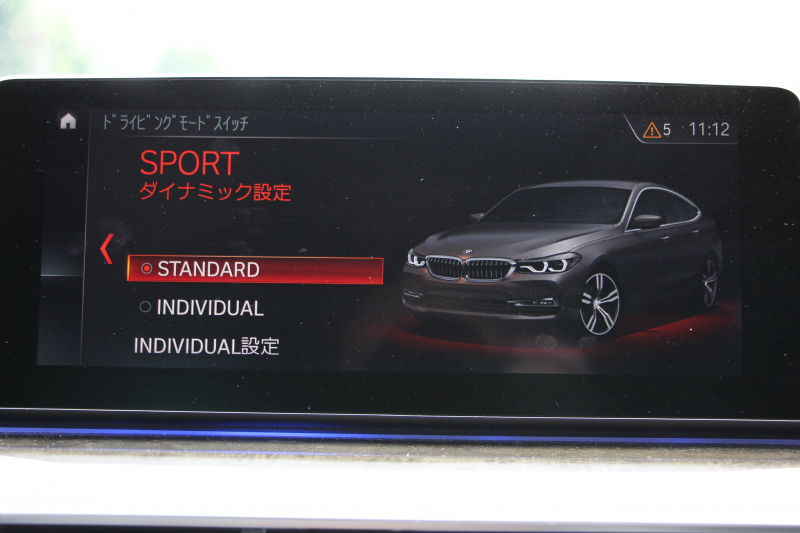 ﾄﾞﾗｲﾋﾞﾝｸﾞﾓｰﾄﾞｽｲｯﾁ
5 11:12
SPORT
ダイナミック設定
STANDARD
INDIVIDUAL
INDIVIDUAL設定